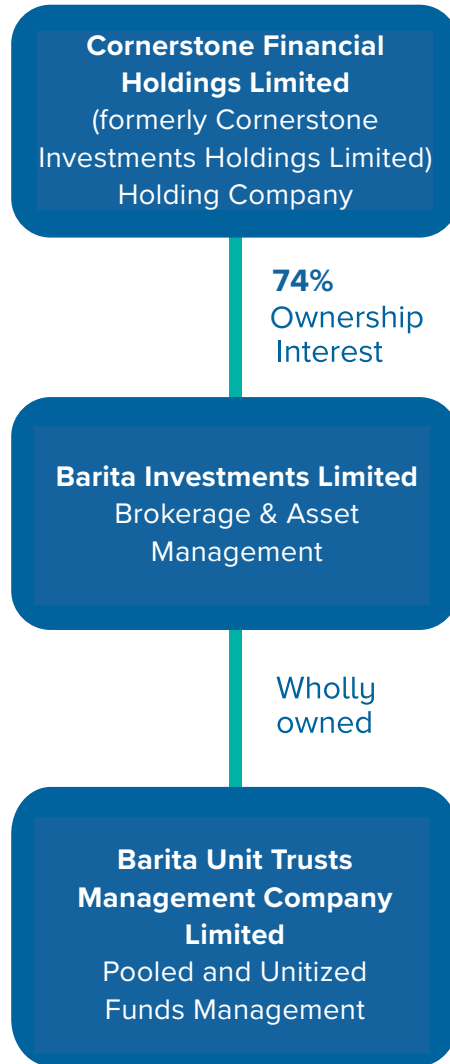 Cornerstone Financial
Holdings Limited
(formerly Cornerstone
Investments Holdings Limited)
Holding Company
74%
Ownership
Interest
Barita Investments Limited
Brokerage & Asset
Management
Wholly
owned
Barita Unit Trusts
Management Company
Limited
Pooled and Unitized
Funds Management